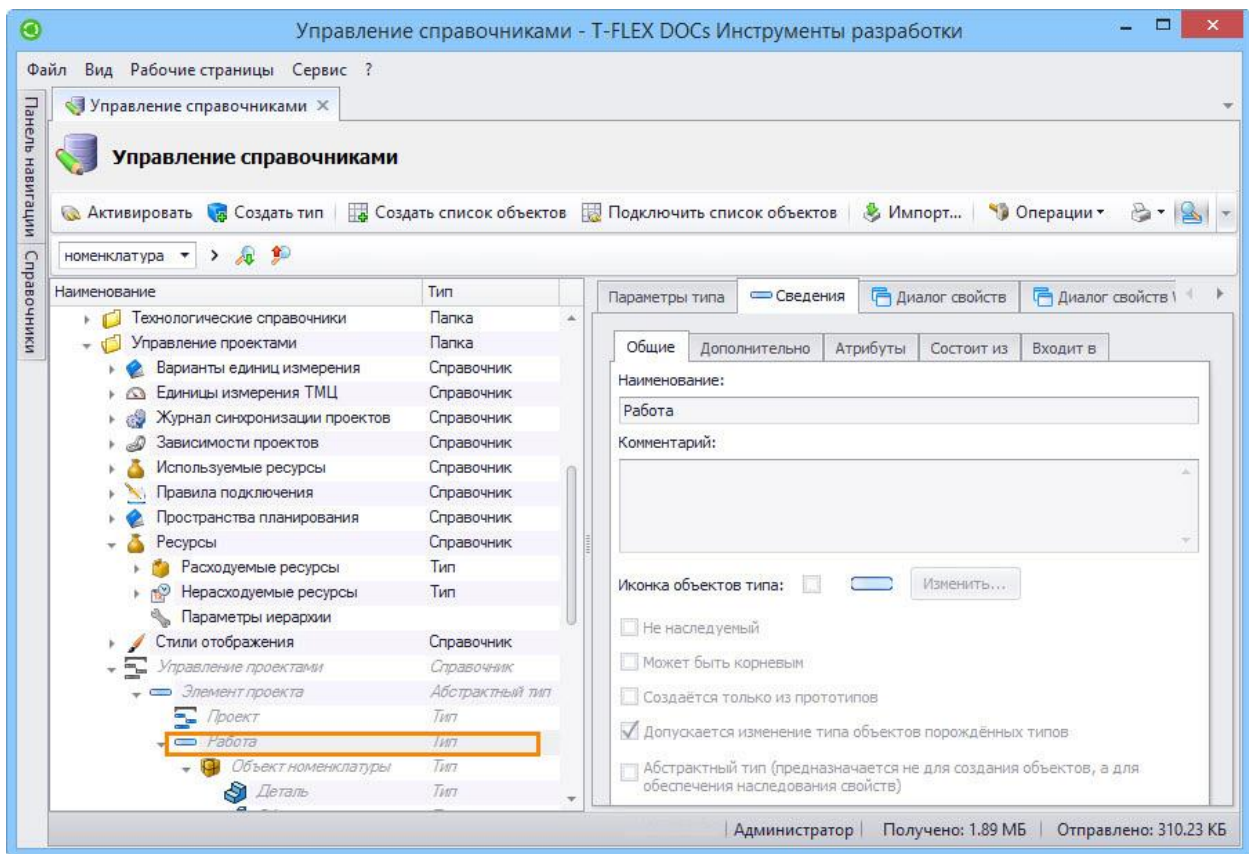 Управление справочниками - T-FLEX DOCs Инструменты разработки
Файл Вид Рабочие страницы Сервис ?
Панель навигации
Справочники
Управление справочниками
Управление справочниками
Активировать Создать тип Создать список объектов Подключить список объектов Импорт... Операции
номенклатура
Наименование Тип
Технологические справочники Папка
Управление проектами Папка
Варианты единиц измерения Справочник
Единицы измерения ТМЦ Справочник
Журнал синхронизации проектов Справочник
Зависимости проектов Справочник
Используемые ресурсы Справочник
Правила подключения Справочник
Пространства планирования Справочник
Ресурсы Справочник
Расходуемые ресурсы Тип
Нерасходуемые ресурсы Тип
Параметры иерархии
Стили отображения Справочник
Управление проектами Справочник
Элемент проекта Абстрактный тип
Проект Тип
Работа Тип
Объект номенклатуры Тип
Деталь Тип
Параметры типа Сведения Диалог свойств Диалог свойств
Общие Дополнительно Атрибуты Состоит из Входит в
Наименование:
Работа
Комментарий:
Иконка объектов типа: Изменить...
Не наследуемый
Может быть корневым
Создаётся только из прототипов
Допускается изменение типа объектов порождённых типов
Абстрактный тип (предназначается не для создания объектов, а для
обеспечения наследования свойств)
Администратор Получено: 1.89 МБ Отправлено: 310.23 КБ